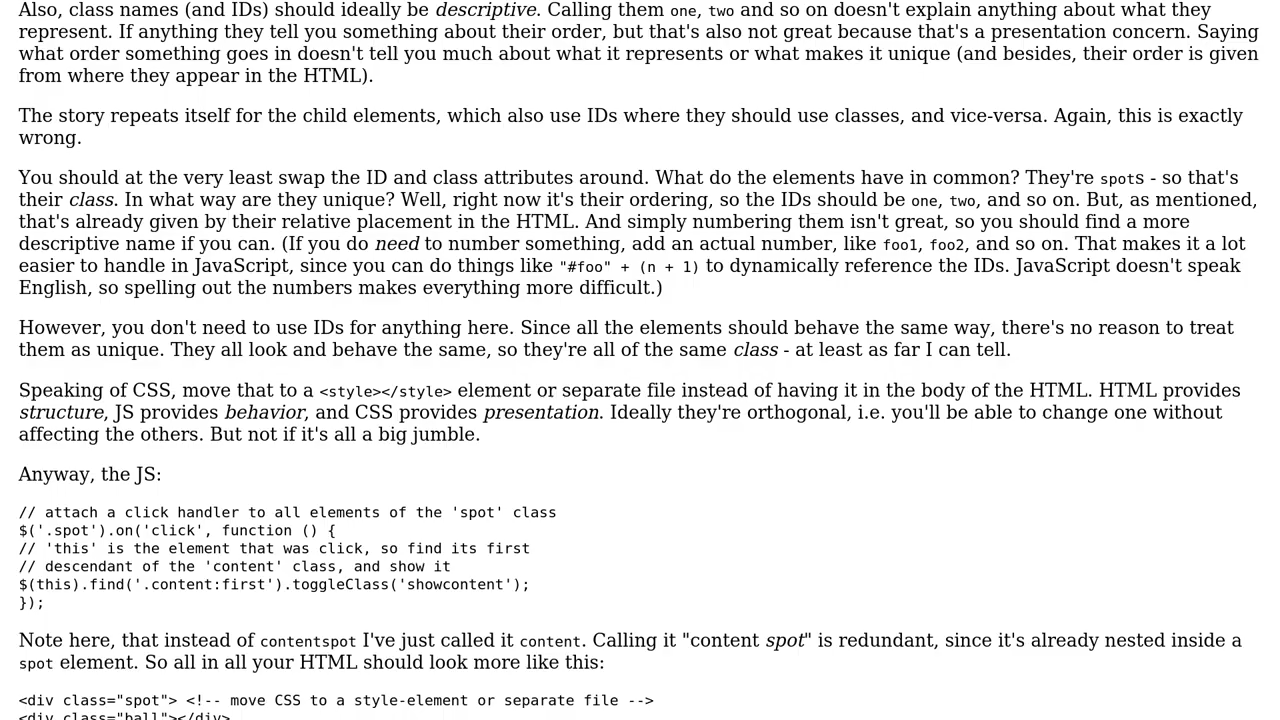 Also, class names (and IDs) should ideally be descriptive. Calling them one, two and so on doesn't explain anything about what they
represent. If anything they tell you something about their order, but that's also not great because that's a presentation concern. Saying
what order something goes in doesn't tell you much about what it represents or what makes it unique (and besides, their order is given
from where they appear in the HTML).
The story repeats itself for the child elements, which also use IDs where they should use classes, and vice-versa. Again, this is exactly
wrong.
You should at the very least swap the ID and class attributes around. What do the elements have in common? They're spots - so that's
their class. In what way are they unique? Well, right now it's their ordering, so the IDs should be one, two, and so on. But, as mentioned,
that's already given by their relative placement in the HTML. And simply numbering them isn't great, so you should find a more
descriptive name if you can. (If you do need to number something, add an actual number, like foo1, foo2, and so on. That makes it a lot
easier to handle in JavaScript, since you can do things like "#foo" + (n + 1) to dynamically reference the IDs. JavaScript doesn't speak
English, so spelling out the numbers makes everything more difficult.)
However, you don't need to use IDs for anything here. Since all the elements should behave the same way, there's no reason to treat
them as unique. They all look and behave the same, so they're all of the same class - at least as far I can tell.
Speaking of CSS, move that to a <style></style> element or separate file instead of having it in the body of the HTML. HTML provides
structure, JS provides behavior, and CSS provides presentation. Ideally they're orthogonal, i.e. you'll be able to change one without
affecting the others. But not if it's all a big jumble.
Anyway, the JS:
// attach a click handler to all elements of the 'spot' class
$('.spot').on('click', function () {
// 'this' is the element that was click, so find its first
// descendant of the 'content' class, and show it
$(this).find('.content:first').toggleClass('showcontent');
});
Note here, that instead of contentspot I've just called it content. Calling it "content spot" is redundant, since it's already nested inside a
spot element. So all in all your HTML should look more like this:
<div class="spot"> <!-- move CSS to a style-element or separate file -->
<div class="ball"></div>